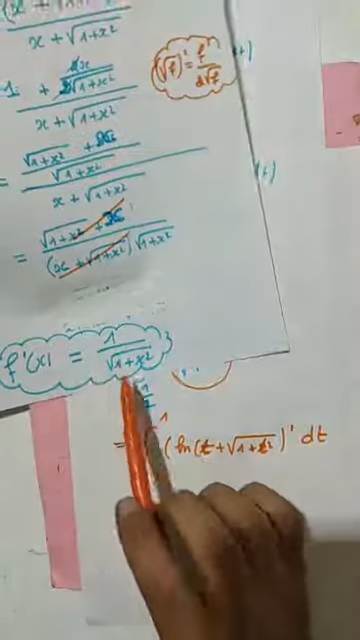 x + √1+x²
(√f)' = f'/2√f
1 + 2x/2√1+x²
x + √1+x²
= √1+x² + x
√1+x²
x + √1+x²
= √1+x² + x
(x + √1+x²) √1+x²
f'(x) = 1/√1+x²
= (ln(t + √1+t²)' dt